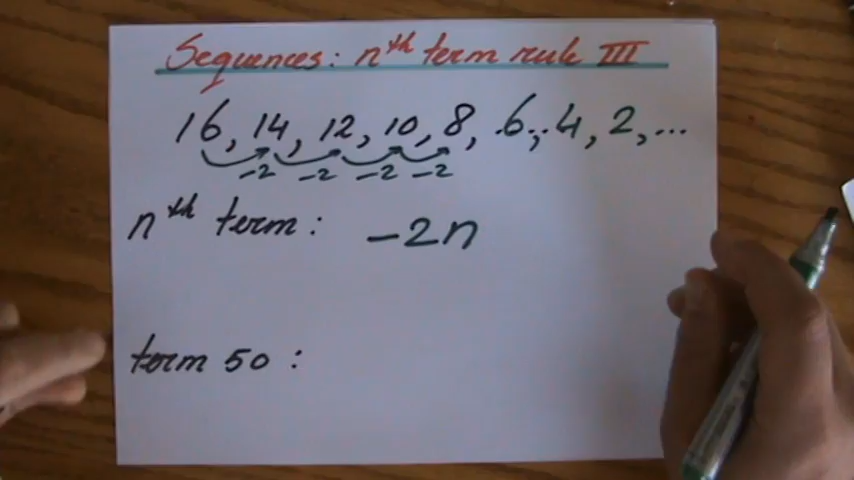 Sequences: nth term rule III
16, 14, 12, 10, 8, 6, 4, 2, ...
-2 -2 -2 -2
nth term: -2n
term 50: